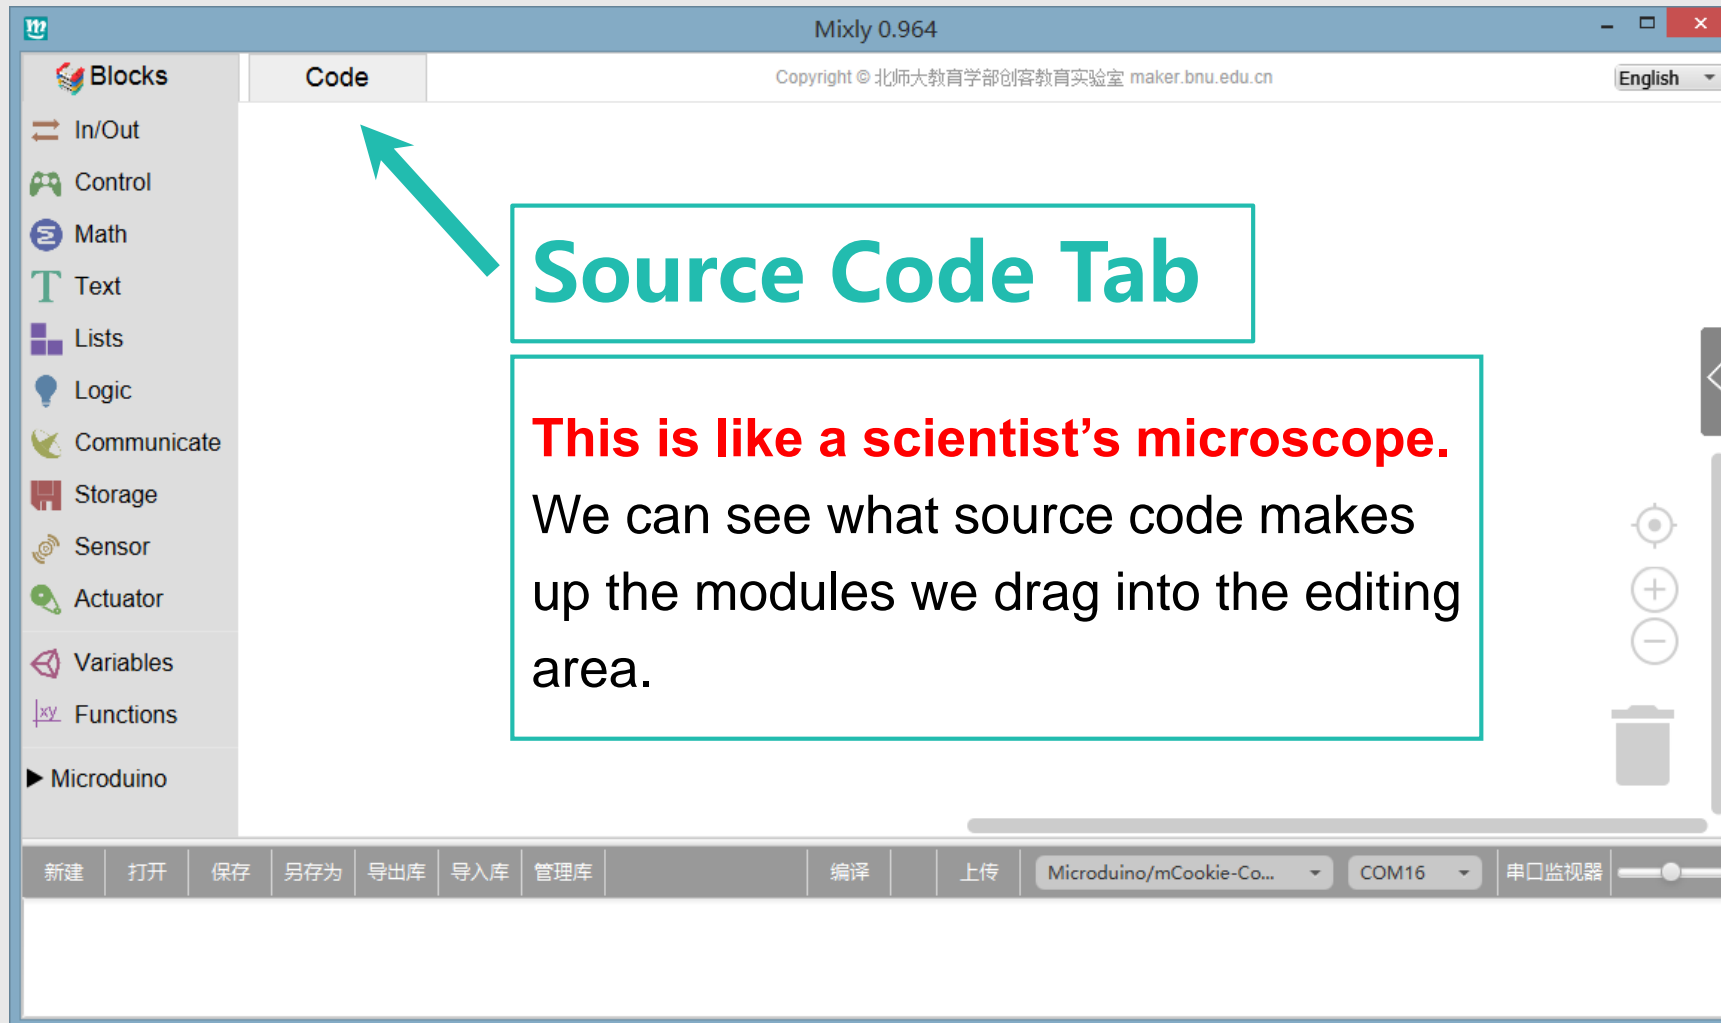 Mixly 0.964
Blocks
Code
Copyright © 北师大教育学部创客教育实验室 maker.bnu.edu.cn
English
In/Out
Control
Math
Text
Lists
Logic
Communicate
Storage
Sensor
Actuator
Variables
Functions
Microduino
Source Code Tab
This is like a scientist’s microscope.
We can see what source code makes
up the modules we drag into the editing
area.
新建 打开 保存 另存为 导出库 导入库 管理库 编译 上传 Microduino/mCookie-Co... COM16 串口监视器